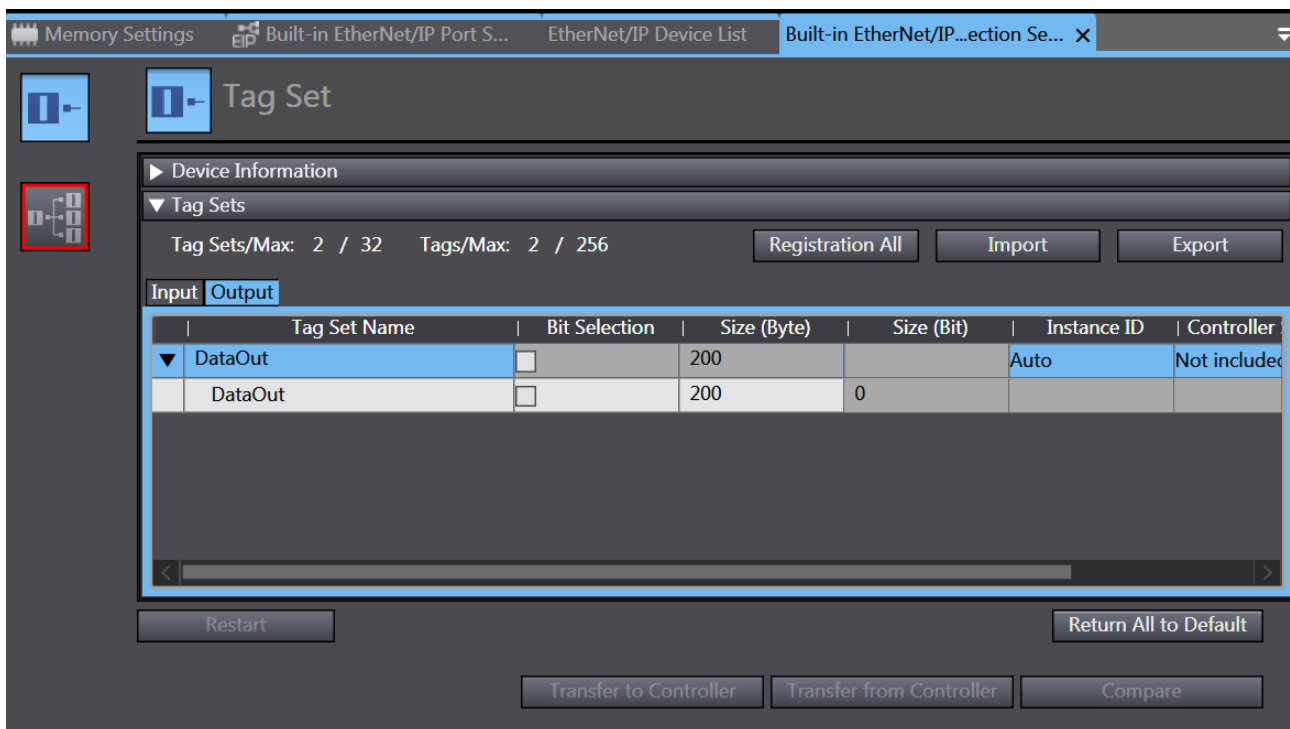 Memory Settings EIP Built-in EtherNet/IP Port S... EtherNet/IP Device List Built-in EtherNet/IP...ection Se... X
Tag Set
Device Information
Tag Sets
Tag Sets/Max: 2 / 32 Tags/Max: 2 / 256 Registration All Import Export
Input Output
Tag Set Name | Bit Selection | Size (Byte) | Size (Bit) | Instance ID | Controller
DataOut 200 Auto Not included
DataOut 200 0
Restart Return All to Default
Transfer to Controller Transfer from Controller Compare